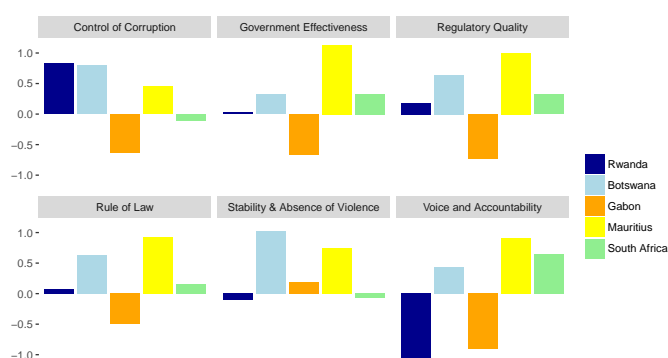 Control of Corruption Government Effectiveness Regulatory Quality
1.0
0.5
0.0
−0.5
−1.0
Rwanda
Botswana
Gabon
Mauritius
South Africa
Rule of Law Stability & Absence of Violence Voice and Accountability
1.0
0.5
0.0
−0.5
−1.0